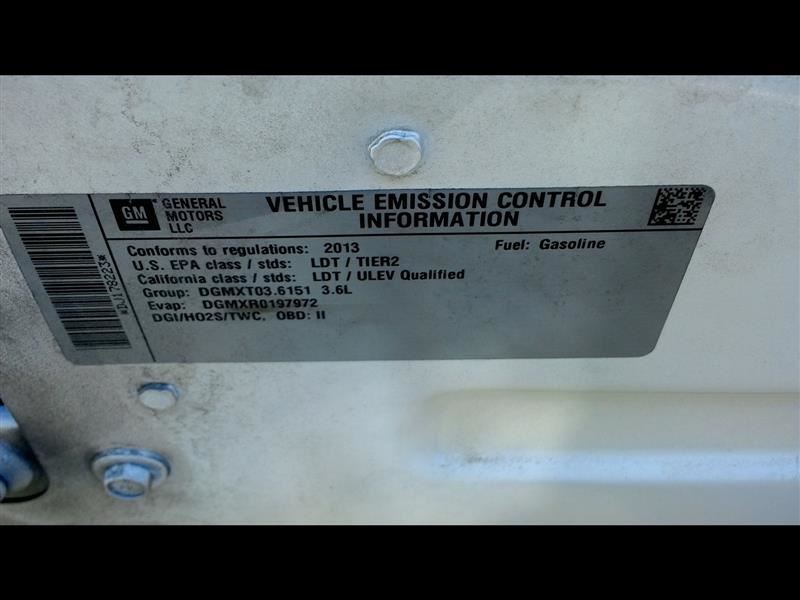 GM
GENERAL MOTORS LLC
VEHICLE EMISSION CONTROL
INFORMATION
Conforms to regulations: 2013 Fuel: Gasoline
U.S. EPA class / stds: LDT / TIER2
California class / stds: LDT / ULEV Qualified
Group: DGMXT03.6151 3.6L
Evap: DGMXR0197972
DGI/HO2S/TWC, OBD: II
*DJ178223*